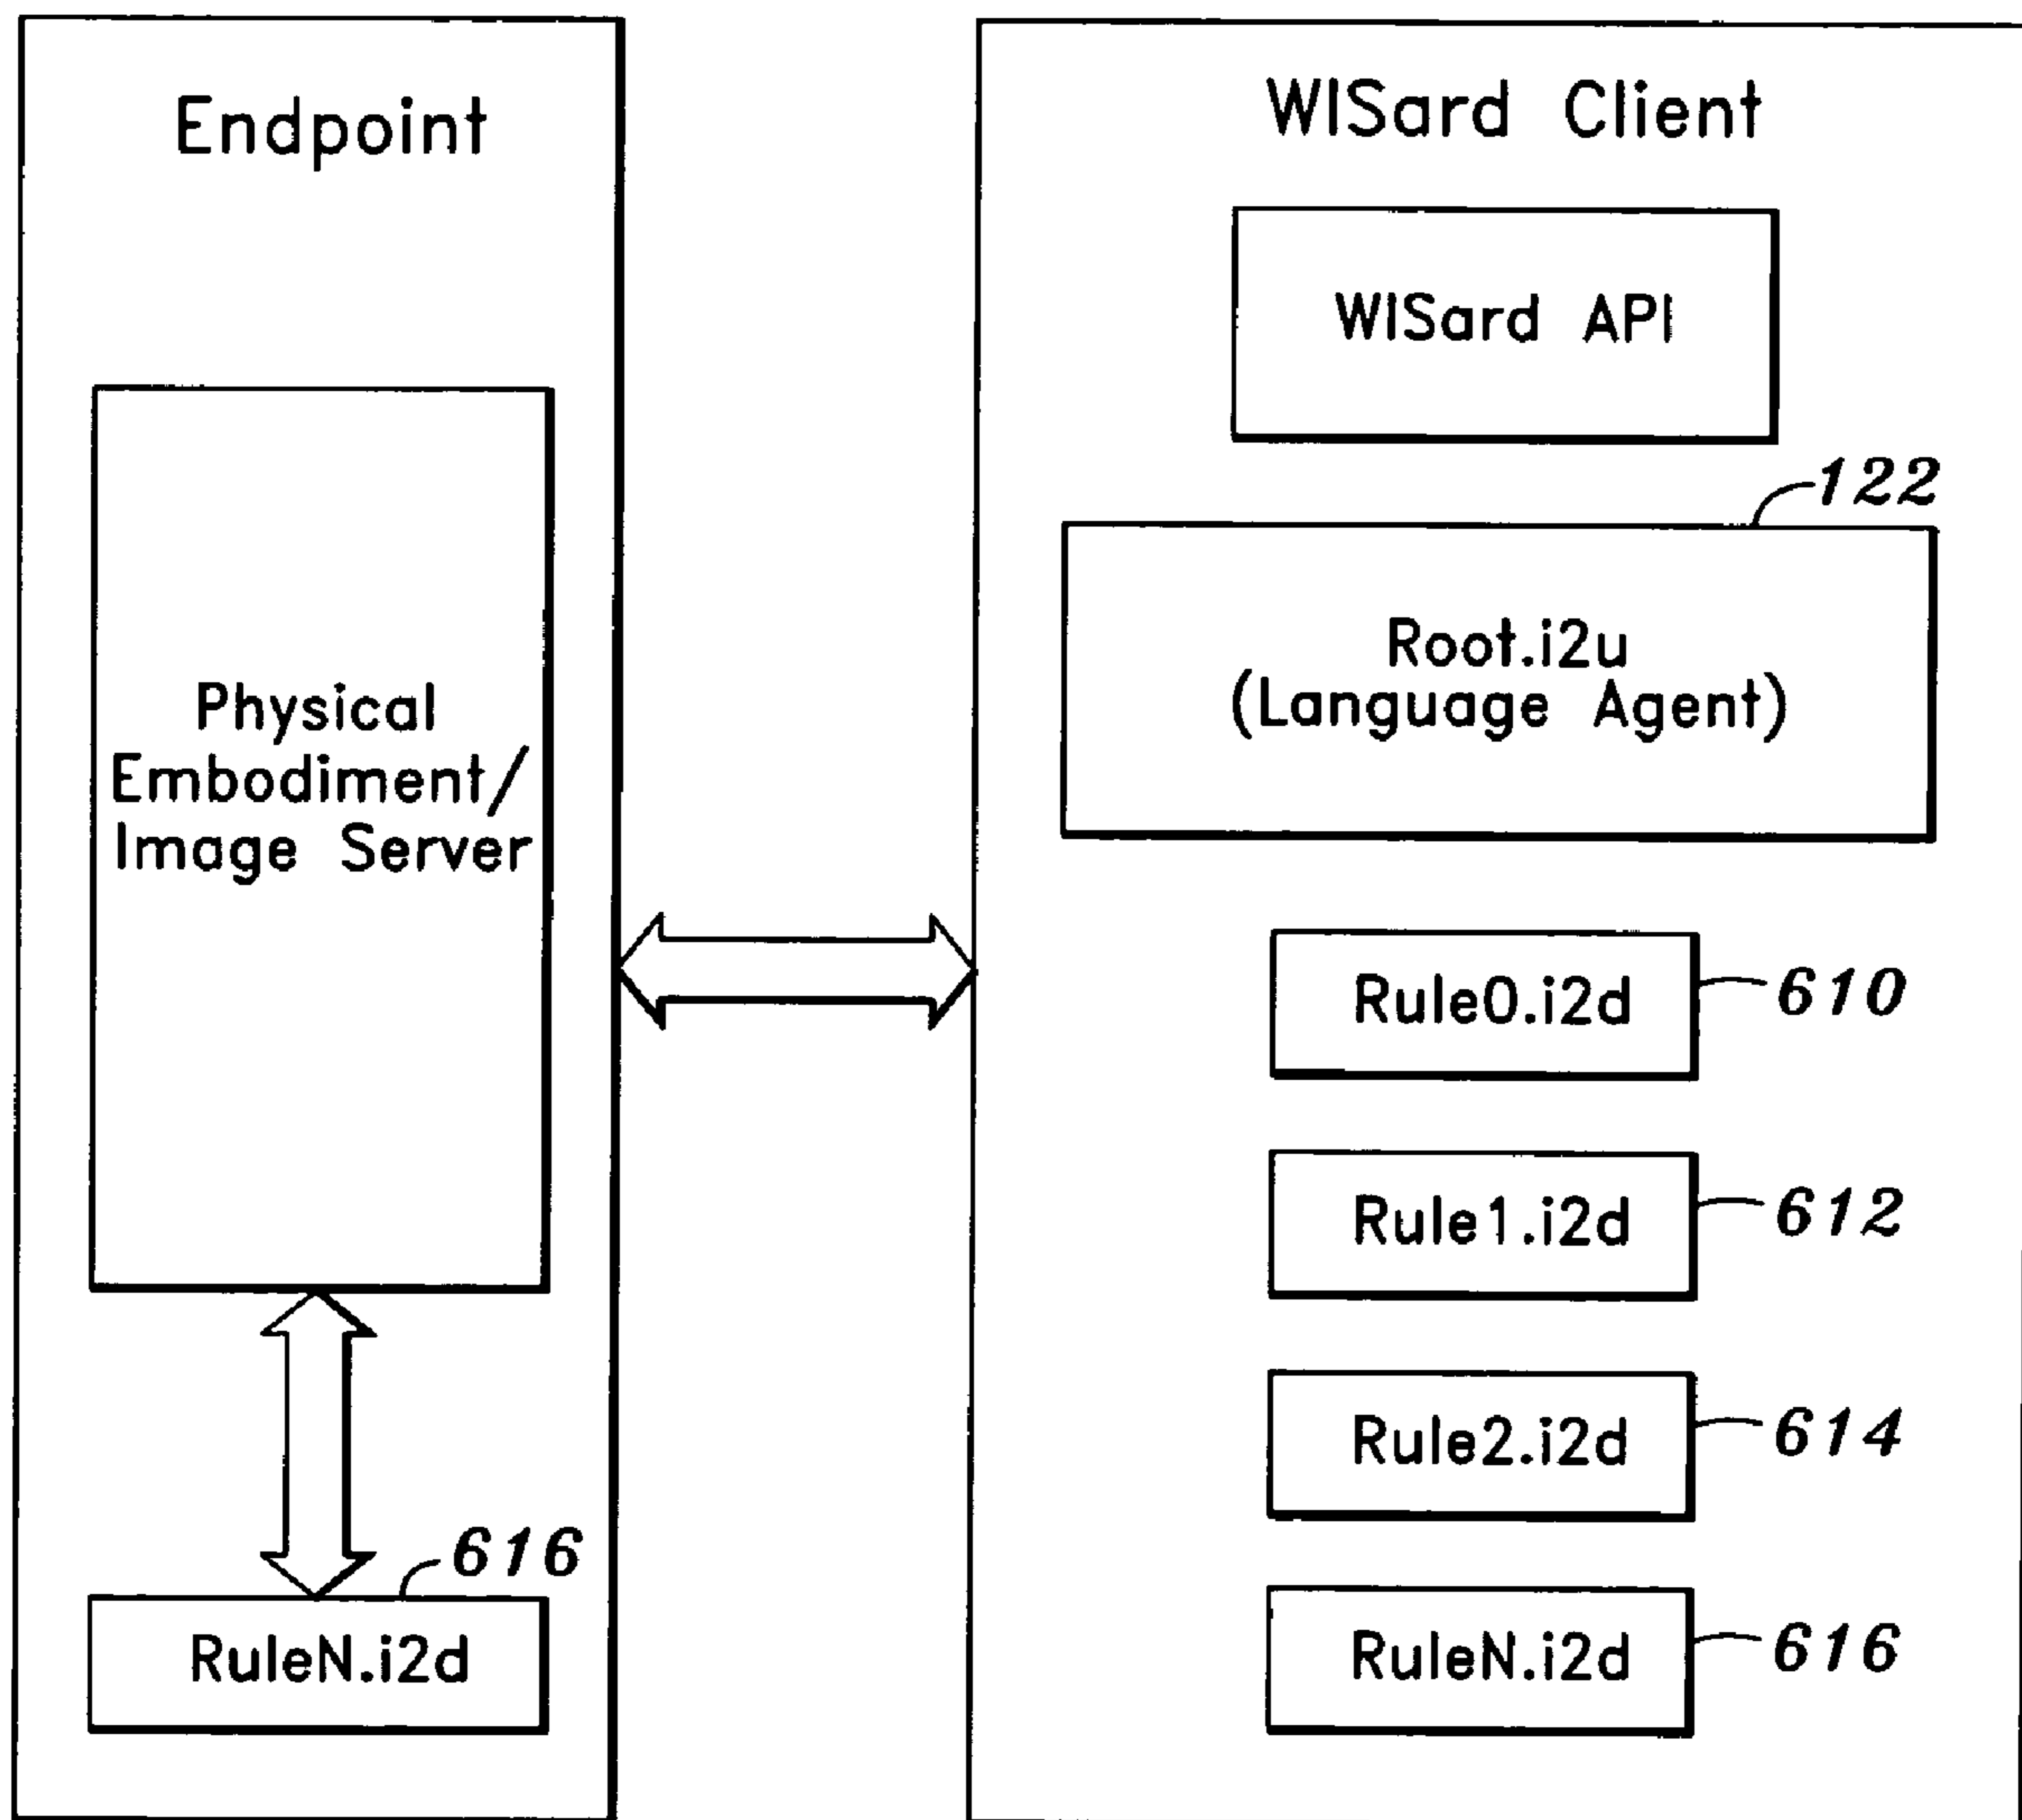 Endpoint
Physical
Embodiment/
Image Server
616
RuleN.i2d
WISard Client
WISard API
122
Root.i2u
(Language Agent)
Rule0.i2d
610
Rule1.i2d
612
Rule2.i2d
614
RuleN.i2d
616